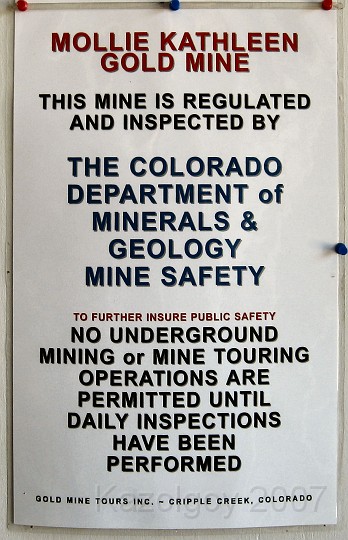 MOLLIE KATHLEEN
GOLD MINE
THIS MINE IS REGULATED
AND INSPECTED BY
THE COLORADO
DEPARTMENT of
MINERALS &
GEOLOGY
MINE SAFETY
TO FURTHER INSURE PUBLIC SAFETY
NO UNDERGROUND
MINING or MINE TOURING
OPERATIONS ARE
PERMITTED UNTIL
DAILY INSPECTIONS
HAVE BEEN
PERFORMED
GOLD MINE TOURS INC. ~ CRIPPLE CREEK, COLORADO
Kazolgoy 2007